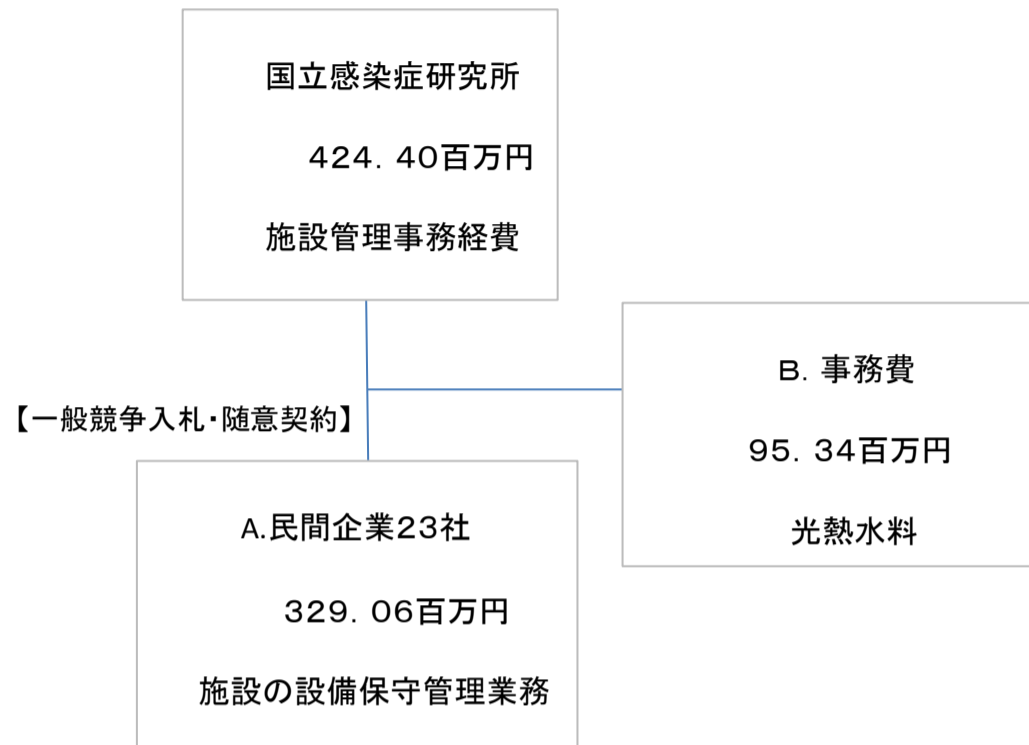 国立感染症研究所
４２４．４０百万円
施設管理事務経費
B. 事務費
９５．３４百万円
光熱水料
【一般競争入札・随意契約】
A.民間企業２３社
３２９．０６百万円
施設の設備保守管理業務